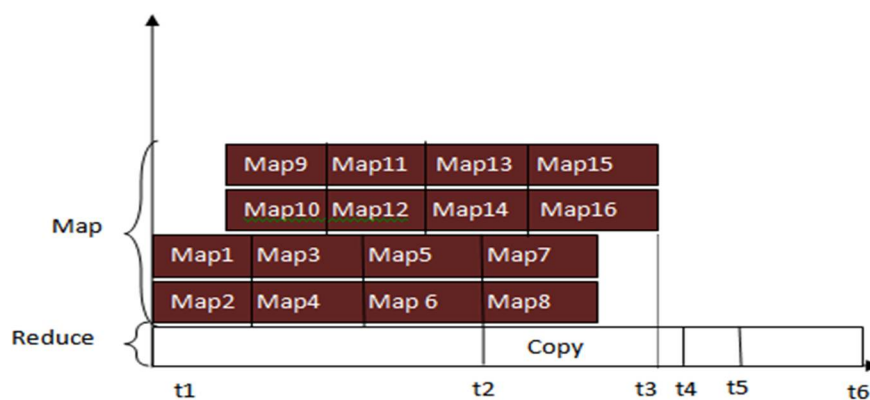 Map9 Map11 Map13 Map15
Map10 Map12 Map14 Map16
Map
Map1 Map3 Map5 Map7
Map2 Map4 Map 6 Map8
Reduce
Copy
t1 t2 t3 t4 t5 t6